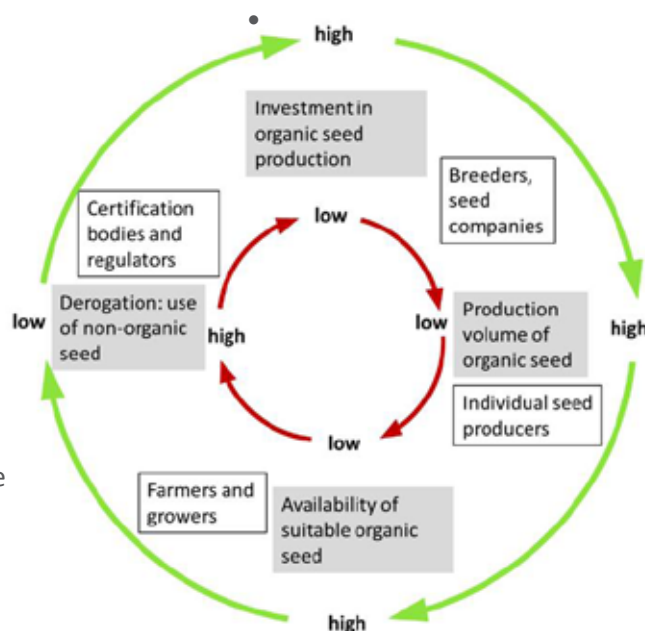 high
Investment in
organic seed
production
Breeders,
seed
companies
Certification
bodies and
regulators
low
low
Derogation: use
of non-organic
seed
high
low
Production
volume of
organic seed
high
Individual seed
producers
low
e
Farmers and
growers
Availability of
suitable organic
seed
high